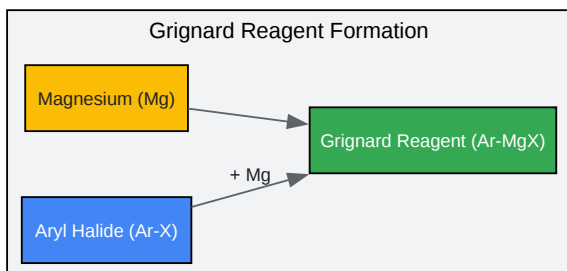 Grignard Reagent Formation
Magnesium (Mg)
Grignard Reagent (Ar-MgX)
+ Mg
Aryl Halide (Ar-X)